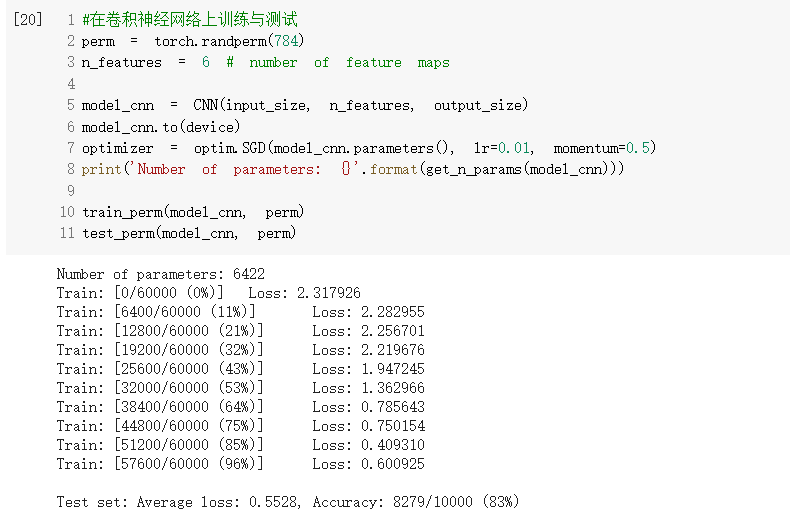 [20] 1 #在卷积神经网络上训练与测试
2 perm = torch.randperm(784)
3 n_features = 6 # number of feature maps
4
5 model_cnn = CNN(input_size, n_features, output_size)
6 model_cnn.to(device)
7 optimizer = optim.SGD(model_cnn.parameters(), lr=0.01, momentum=0.5)
8 print('Number of parameters: {}'.format(get_n_params(model_cnn)))
9
10 train_perm(model_cnn, perm)
11 test_perm(model_cnn, perm)
Number of parameters: 6422
Train: [0/60000 (0%)] Loss: 2.317926
Train: [6400/60000 (11%)] Loss: 2.282955
Train: [12800/60000 (21%)] Loss: 2.256701
Train: [19200/60000 (32%)] Loss: 2.219676
Train: [25600/60000 (43%)] Loss: 1.947245
Train: [32000/60000 (53%)] Loss: 1.362966
Train: [38400/60000 (64%)] Loss: 0.785643
Train: [44800/60000 (75%)] Loss: 0.750154
Train: [51200/60000 (85%)] Loss: 0.409310
Train: [57600/60000 (96%)] Loss: 0.600925
Test set: Average loss: 0.5528, Accuracy: 8279/10000 (83%)